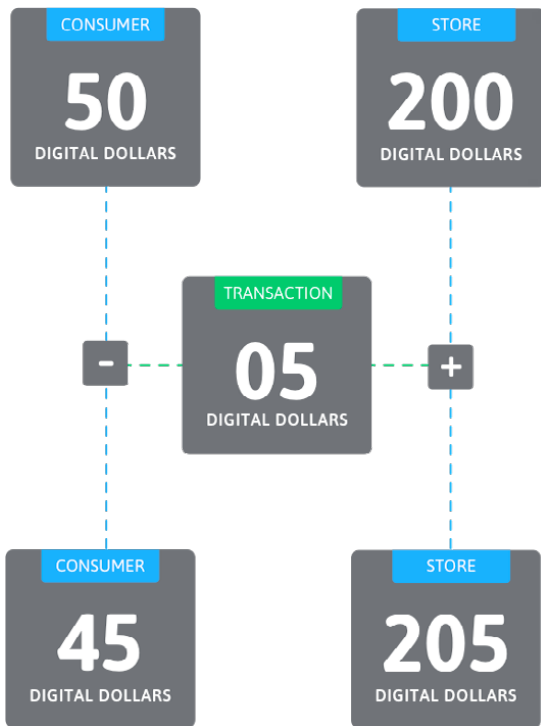 CONSUMER
50
DIGITAL DOLLARS
STORE
200
DIGITAL DOLLARS
TRANSACTION
05
DIGITAL DOLLARS
-
+
CONSUMER
45
DIGITAL DOLLARS
STORE
205
DIGITAL DOLLARS